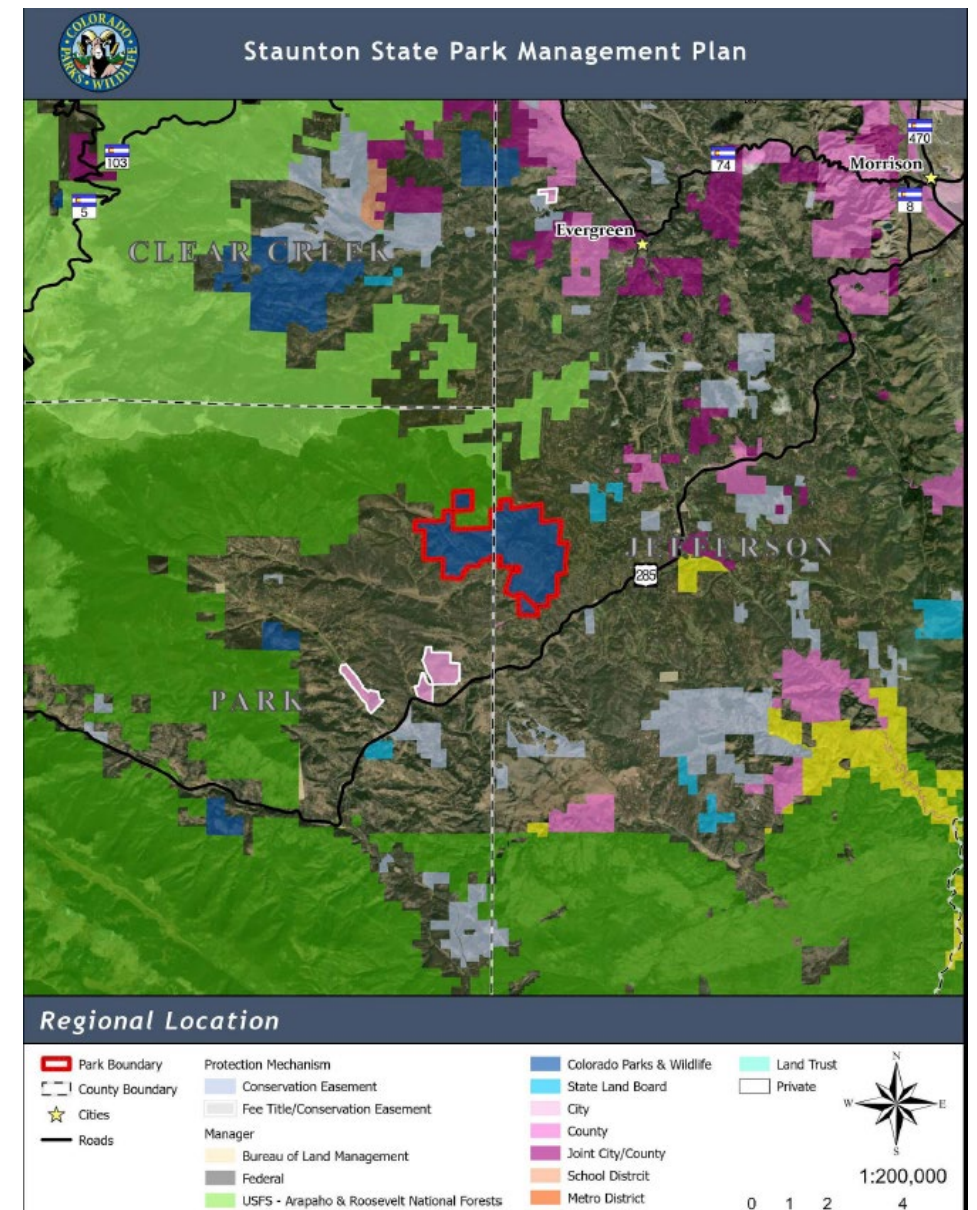 COLORADO
PARKS • WILDLIFE
Staunton State Park Management Plan
103
5
74
470
Morrison
8
Evergreen
CLEAR CREEK
JEFFERSON
285
PARK
Regional Location
Park Boundary
County Boundary
Cities
Roads
Protection Mechanism
Conservation Easement
Fee Title/Conservation Easement
Manager
Bureau of Land Management
Federal
USFS - Arapaho & Roosevelt National Forests
Colorado Parks & Wildlife
State Land Board
City
County
Joint City/County
School Distrcit
Metro District
Land Trust
Private
N
W
E
S
1:200,000
0 1 2 4